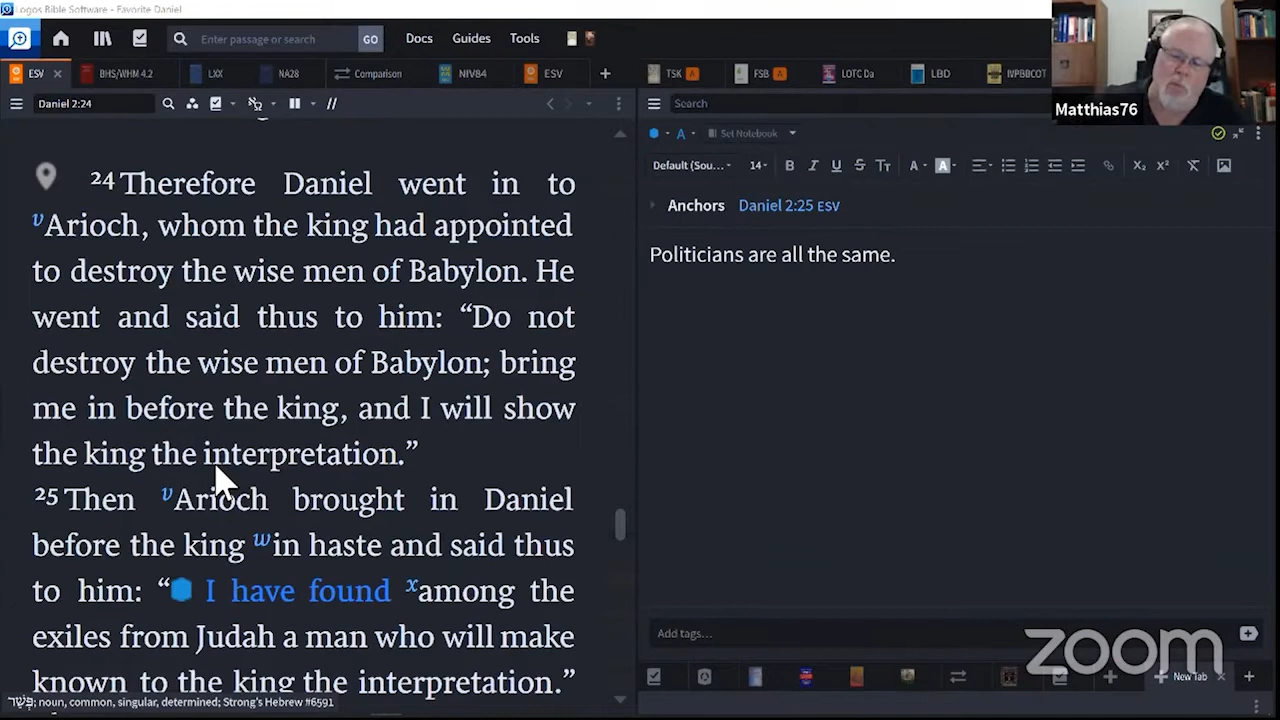 Logos Bible Software - Favorite Daniel
Enter passage or search GO Docs Guides Tools
ESV BHS/WHM 4.2 LXX NA28 Comparison NIV84 ESV
TSK A FSB A LOTC Da LBD IVPBBCOT
Matthias76
Daniel 2:24
Search
Set Notebook
Default (Sou... 14
Anchors Daniel 2:25 ESV
Politicians are all the same.
24 Therefore Daniel went in to
v Arioch, whom the king had appointed
to destroy the wise men of Babylon. He
went and said thus to him: “Do not
destroy the wise men of Babylon; bring
me in before the king, and I will show
the king the interpretation.”
25 Then v Arioch brought in Daniel
before the king w in haste and said thus
to him: “ I have found x among the
exiles from Judah a man who will make
known to the king the interpretation.”
noun, common, singular, determined; Strong's Hebrew #6591
Add tags...
zoom
New Tab